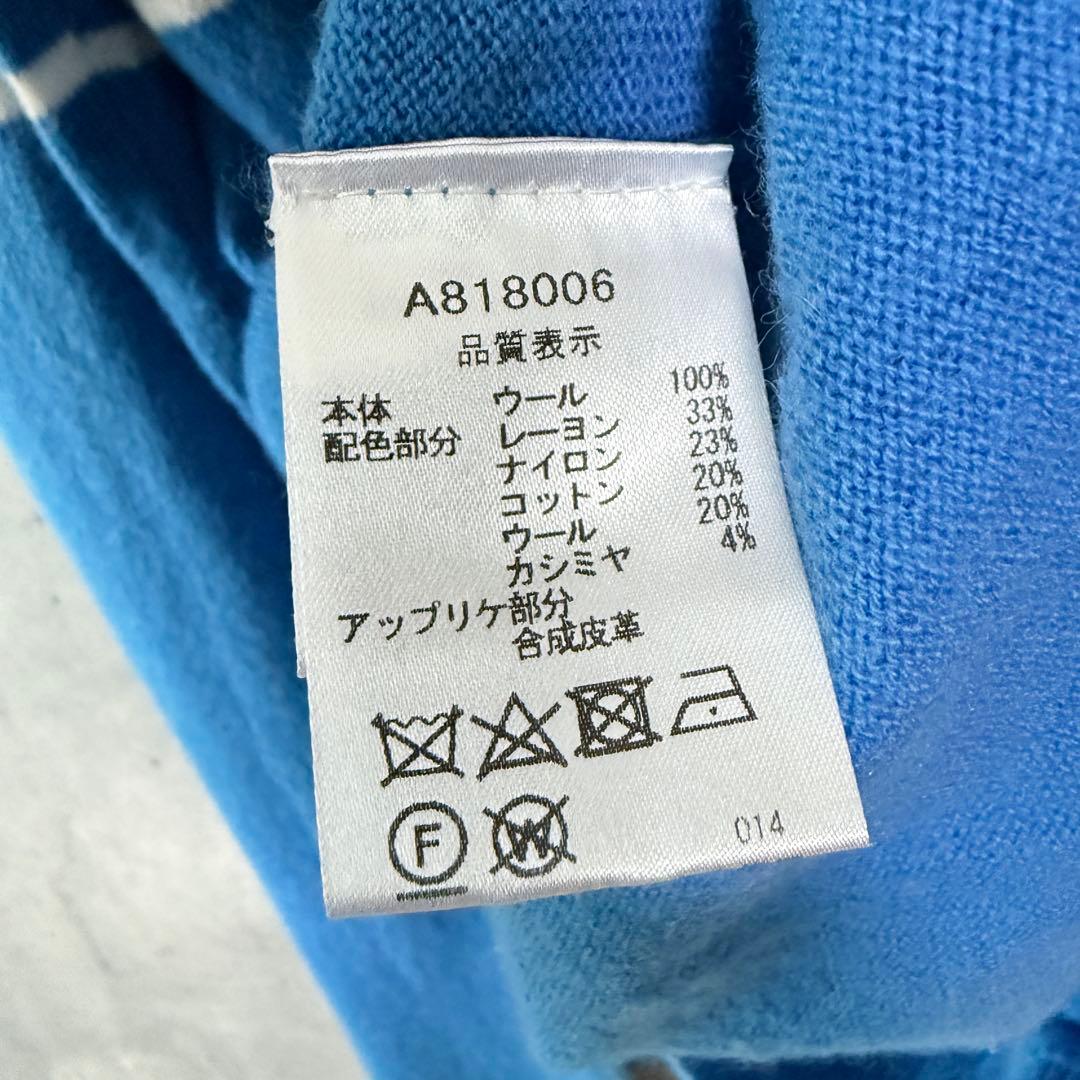 A818006
品質表示
本体 ウール 100%
配色部分 レーヨン 33%
ナイロン 23%
コットン 20%
ウール 20%
カシミヤ 4%
アップリケ部分
合成皮革
F W
014